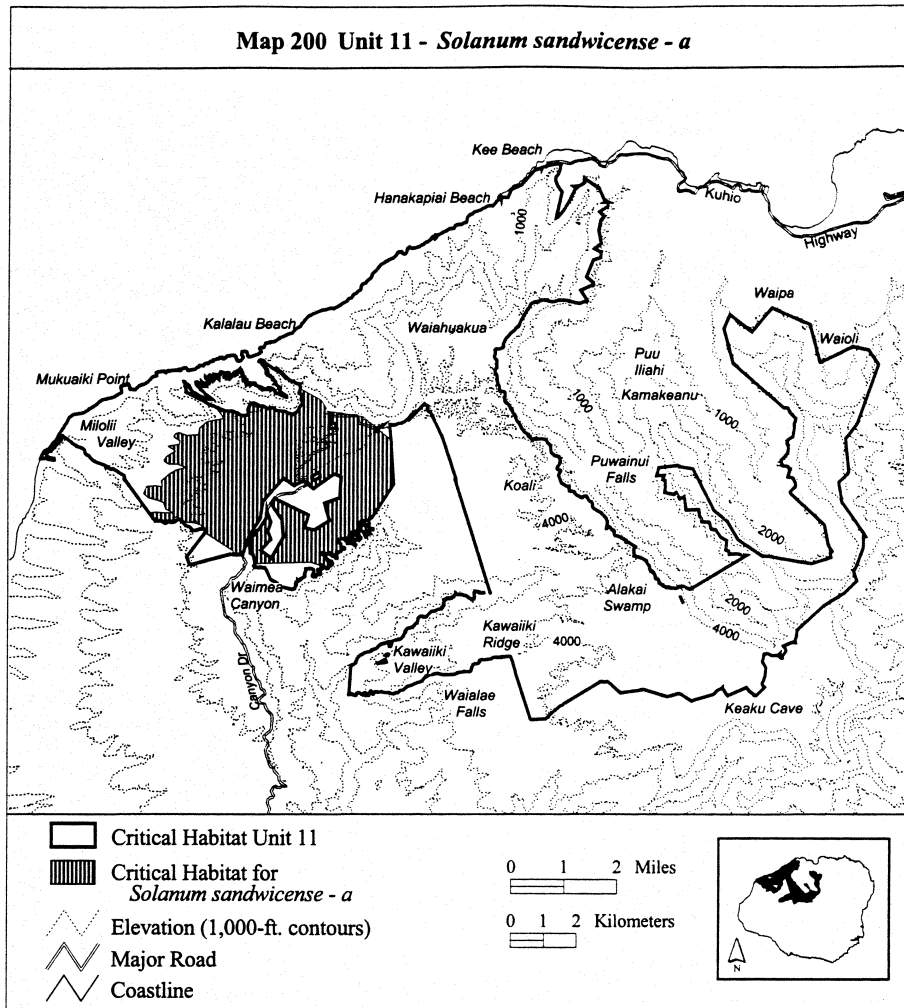 Map 200 Unit 11 - Solanum sandwicense - a
Kee Beach
Hanakapiai Beach
Kuhio
Highway
1000
Waipa
Kalalau Beach
Waiahuakua
Waioli
Puu
Iliahi
Mukuaiki Point
1000
Kamakeanu
1000
Milolii
Valley
Puwainui
Falls
Koali
4000
2000
Waimea
Canyon
Alakai
Swamp
2000
4000
Kawaiiki
Ridge
4000
Kawaiiki
Valley
Canyon Dr
Waialae
Falls
Keaku Cave
Critical Habitat Unit 11
Critical Habitat for
Solanum sandwicense - a
Elevation (1,000-ft. contours)
Major Road
Coastline
0 1 2 Miles
0 1 2 Kilometers
N